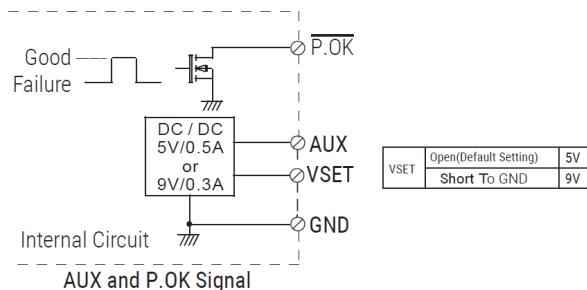 P.OK
Good
Failure
DC / DC
5V/0.5A
or
9V/0.3A
AUX
VSET
GND
Internal Circuit
AUX and P.OK Signal
VSET
Open(Default Setting) 5V
Short To GND 9V